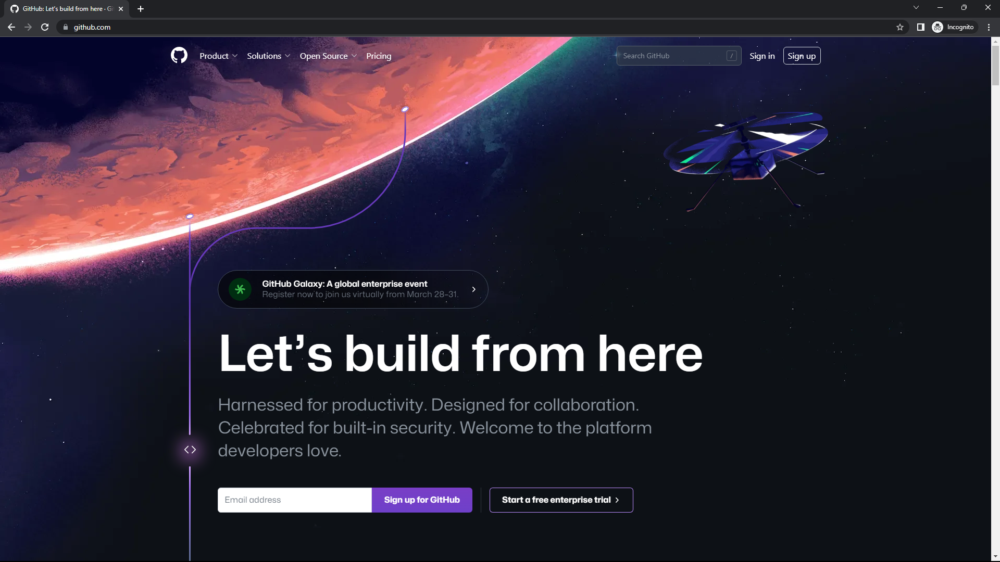 GitHub: Let's build from here · Gi
github.com
Incognito
Product
Solutions
Open Source
Pricing
Search GitHub
/
Sign in
Sign up
GitHub Galaxy: A global enterprise event
Register now to join us virtually from March 28–31.
Let's build from here
Harnessed for productivity. Designed for collaboration.
Celebrated for built-in security. Welcome to the platform
developers love.
Email address
Sign up for GitHub
Start a free enterprise trial